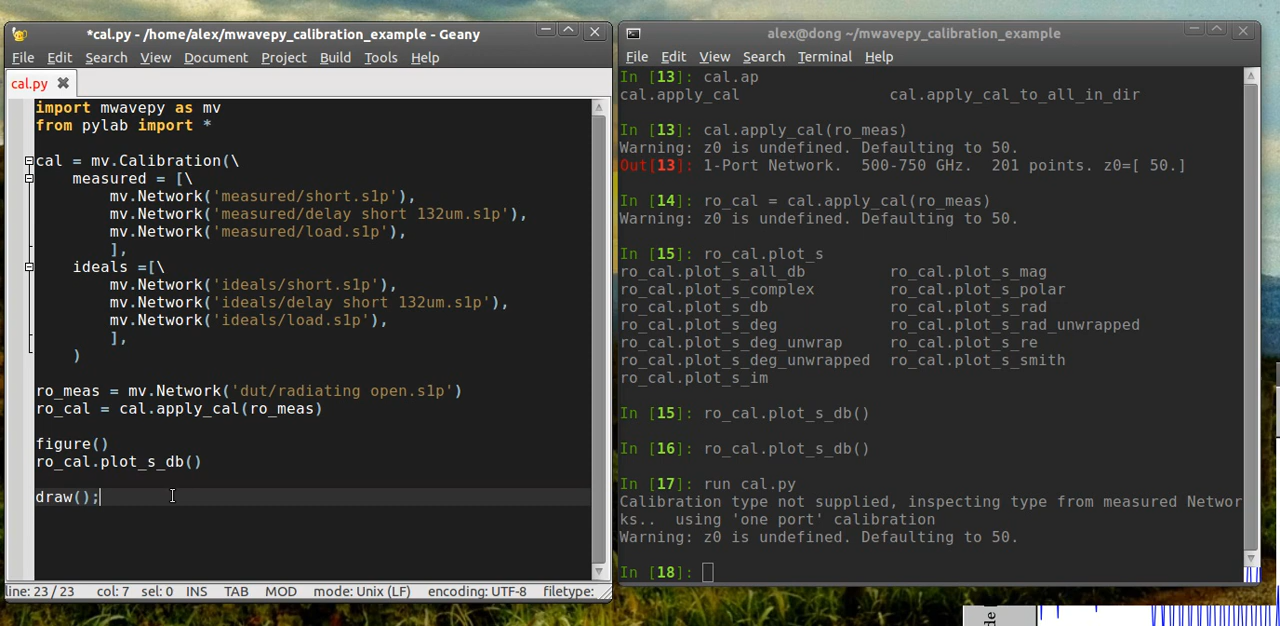 *cal.py - /home/alex/mwavepy_calibration_example - Geany
File Edit Search View Document Project Build Tools Help
cal.py
import mwavepy as mv
from pylab import *
cal = mv.Calibration(\
measured = [\
mv.Network('measured/short.s1p'),
mv.Network('measured/delay short 132um.s1p'),
mv.Network('measured/load.s1p'),
],
ideals =[\
mv.Network('ideals/short.s1p'),
mv.Network('ideals/delay short 132um.s1p'),
mv.Network('ideals/load.s1p'),
],
)
ro_meas = mv.Network('dut/radiating open.s1p')
ro_cal = cal.apply_cal(ro_meas)
figure()
ro_cal.plot_s_db()
draw();
line: 23 / 23 col: 7 sel: 0 INS TAB MOD mode: Unix (LF) encoding: UTF-8 filetype:
alex@dong ~/mwavepy_calibration_example
File Edit View Search Terminal Help
In [13]: cal.ap
cal.apply_cal cal.apply_cal_to_all_in_dir
In [13]: cal.apply_cal(ro_meas)
Warning: z0 is undefined. Defaulting to 50.
Out[13]: 1-Port Network. 500-750 GHz. 201 points. z0=[ 50.]
In [14]: ro_cal = cal.apply_cal(ro_meas)
Warning: z0 is undefined. Defaulting to 50.
In [15]: ro_cal.plot_s
ro_cal.plot_s_all_db ro_cal.plot_s_mag
ro_cal.plot_s_complex ro_cal.plot_s_polar
ro_cal.plot_s_db ro_cal.plot_s_rad
ro_cal.plot_s_deg ro_cal.plot_s_rad_unwrapped
ro_cal.plot_s_deg_unwrap ro_cal.plot_s_re
ro_cal.plot_s_deg_unwrapped ro_cal.plot_s_smith
ro_cal.plot_s_im
In [15]: ro_cal.plot_s_db()
In [16]: ro_cal.plot_s_db()
In [17]: run cal.py
Calibration type not supplied, inspecting type from measured Networ
ks.. using 'one port' calibration
Warning: z0 is undefined. Defaulting to 50.
In [18]: